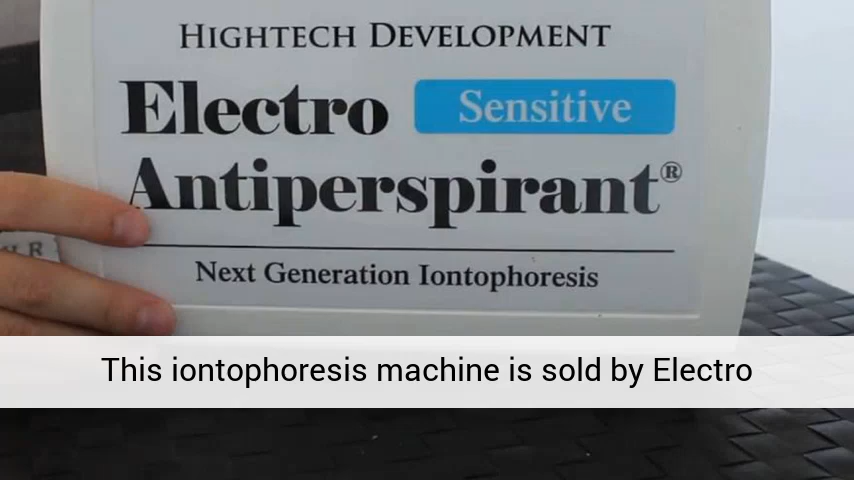 HIGHTECH DEVELOPMENT
Electro Sensitive
Antiperspirant®
Next Generation Iontophoresis
This iontophoresis machine is sold by Electro